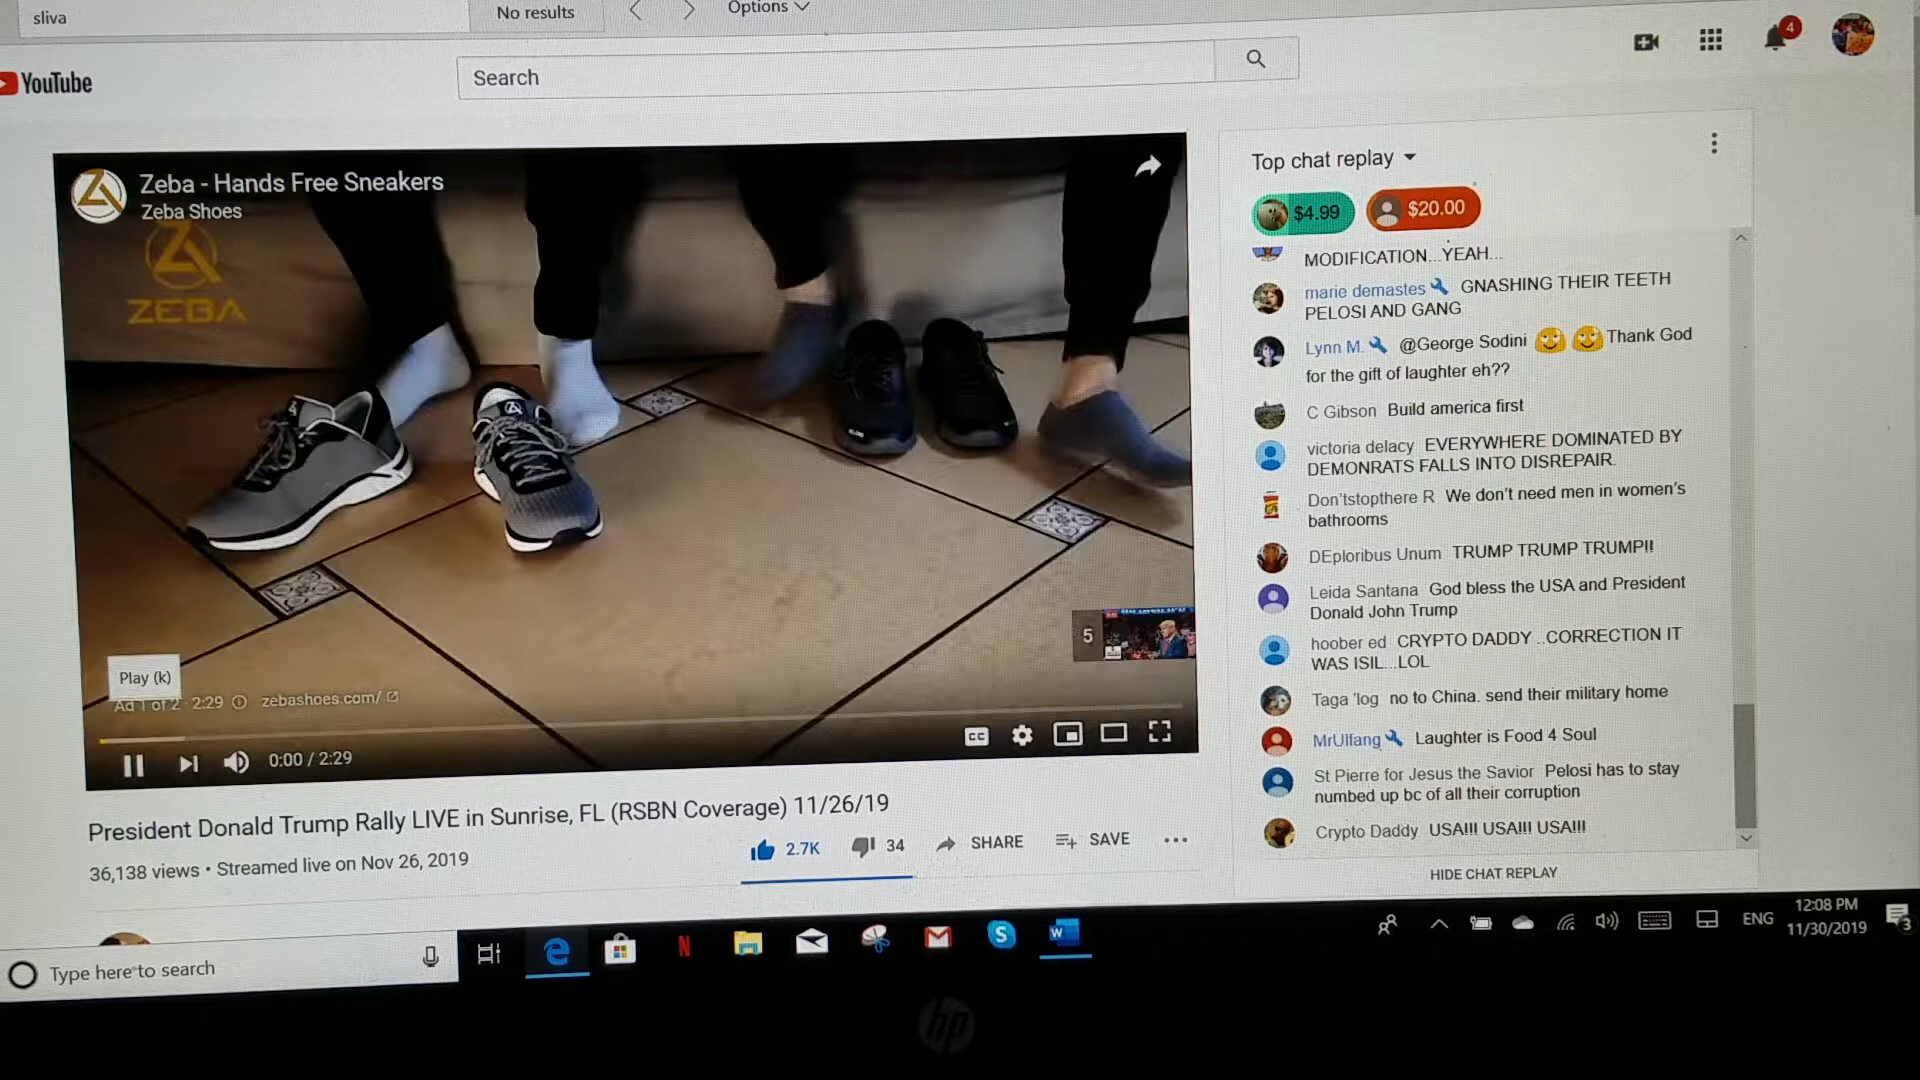 sliva
No results
Options
YouTube
Search
4
Zeba - Hands Free Sneakers
Zeba Shoes
ZEBA
5
Play (k)
Ad 1 of 2 · 2:29
zebashoes.com/
CC
0:00 / 2:29
President Donald Trump Rally LIVE in Sunrise, FL (RSBN Coverage) 11/26/19
36,138 views • Streamed live on Nov 26, 2019
2.7K
34
SHARE
SAVE
Top chat replay
$4.99
$20.00
MODIFICATION...YEAH...
marie demastes GNASHING THEIR TEETH
PELOSI AND GANG
Lynn M. @George Sodini Thank God
for the gift of laughter eh??
C Gibson Build america first
victoria delacy EVERYWHERE DOMINATED BY
DEMONRATS FALLS INTO DISREPAIR.
Don'tstopthere R We don't need men in women's
bathrooms
DEploribus Unum TRUMP TRUMP TRUMP!!
Leida Santana God bless the USA and President
Donald John Trump
hoober ed CRYPTO DADDY ..CORRECTION IT
WAS ISIL...LOL
Taga 'log no to China. send their military home
MrUlfang Laughter is Food 4 Soul
St Pierre for Jesus the Savior Pelosi has to stay
numbed up bc of all their corruption
Crypto Daddy USA!!! USA!!! USA!!!
HIDE CHAT REPLAY
Type here to search
ENG
12:08 PM
11/30/2019
3
hp